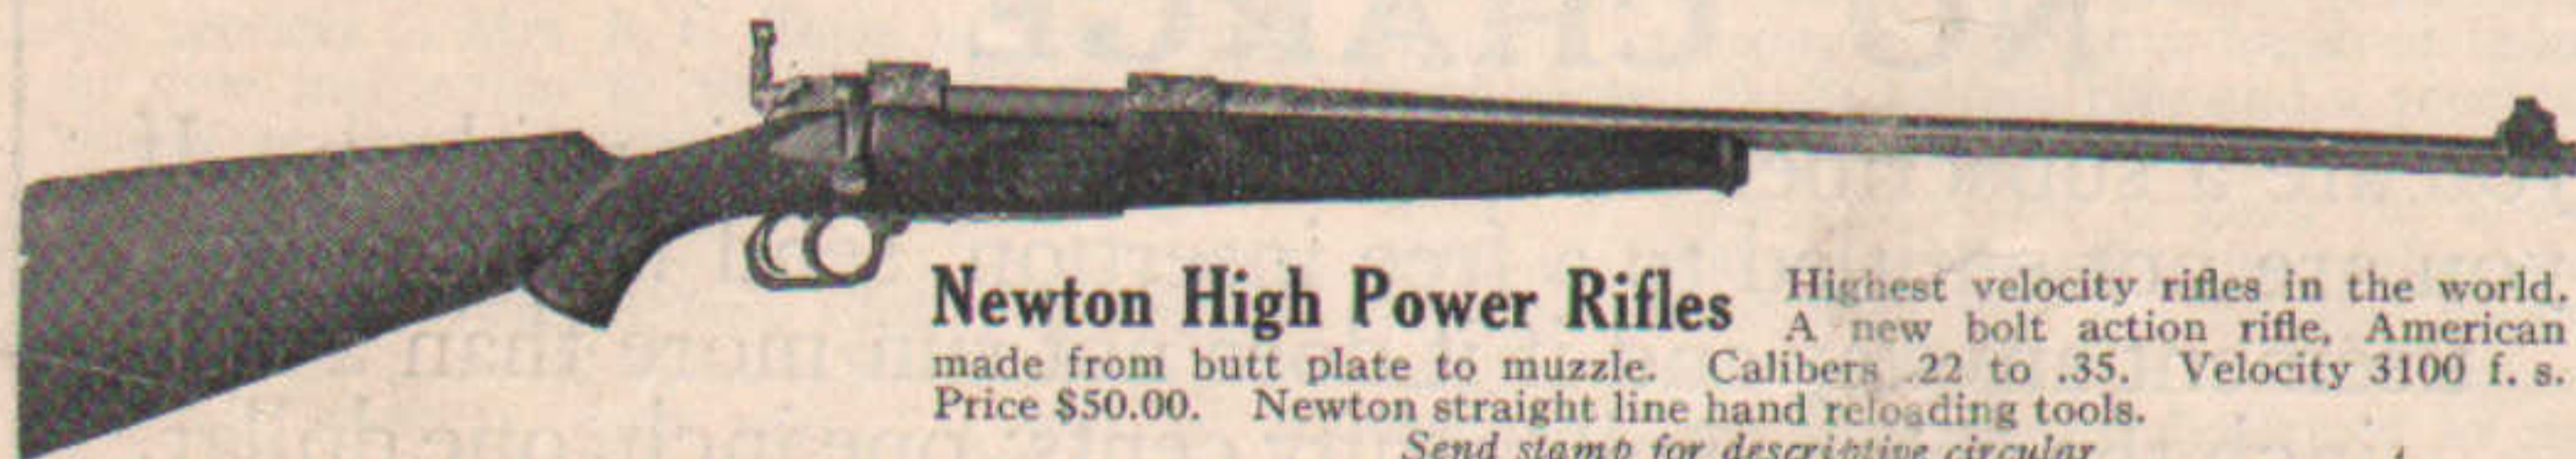 Newton High Power Rifles Highest velocity rifles in the world.
A new bolt action rifle, American
made from butt plate to muzzle. Calibers .22 to .35. Velocity 3100 f. s.
Price $50.00. Newton straight line hand reloading tools.
Send stamp for descriptive circular